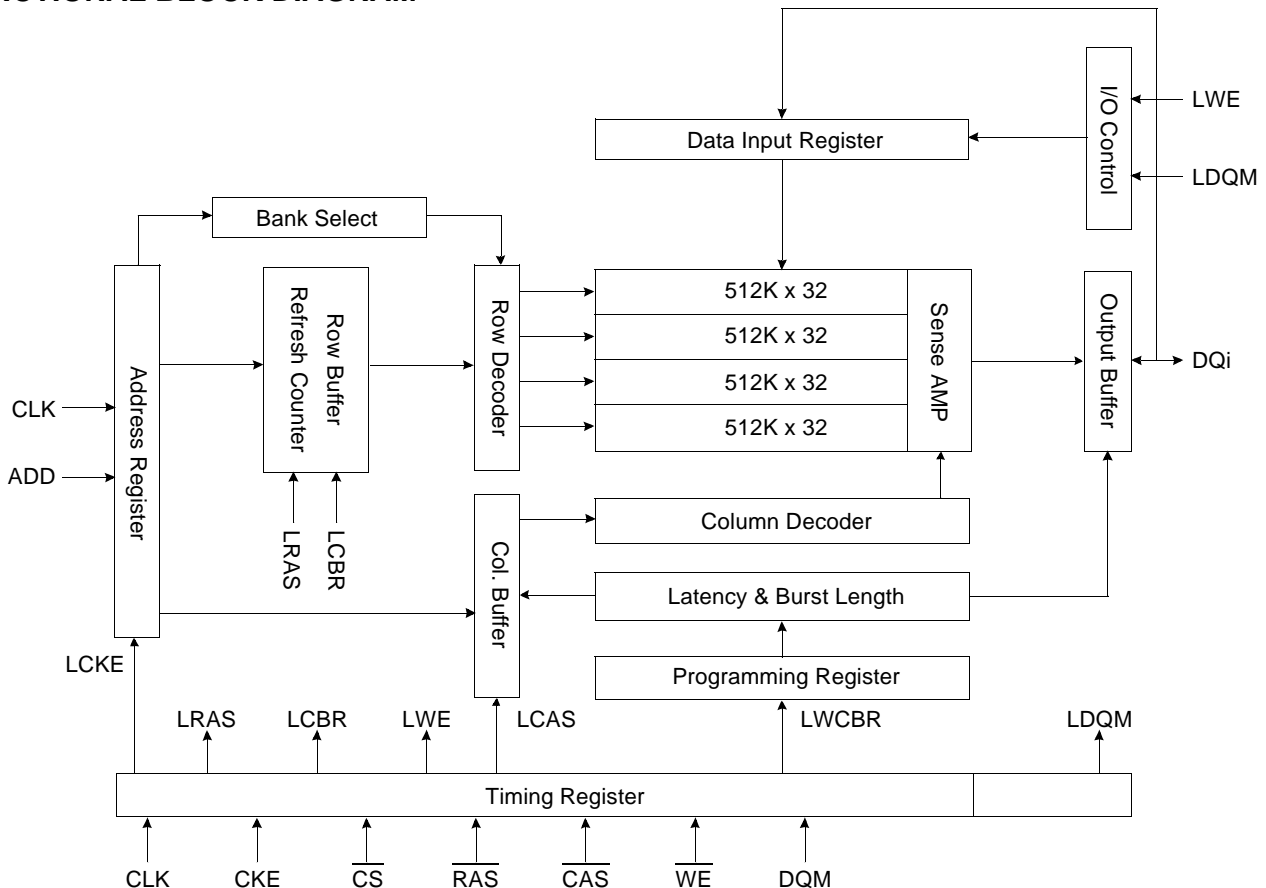 I/O Control
LWE
LDQM
Data Input Register
Bank Select
Address Register
CLK
ADD
Refresh Counter
Row Buffer
LRAS
LCBR
Row Decoder
512K x 32
512K x 32
512K x 32
512K x 32
Sense AMP
Output Buffer
DQi
Col. Buffer
Column Decoder
Latency & Burst Length
Programming Register
LCKE
LRAS
LCBR
LWE
LCAS
LWCBR
LDQM
Timing Register
CLK
CKE
CS
RAS
CAS
WE
DQM